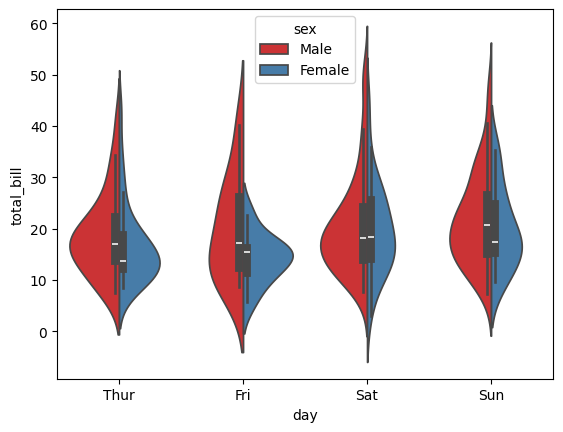 60
50
40
30
20
10
0
total_bill
sex
Male
Female
Thur
Fri
Sat
Sun
day